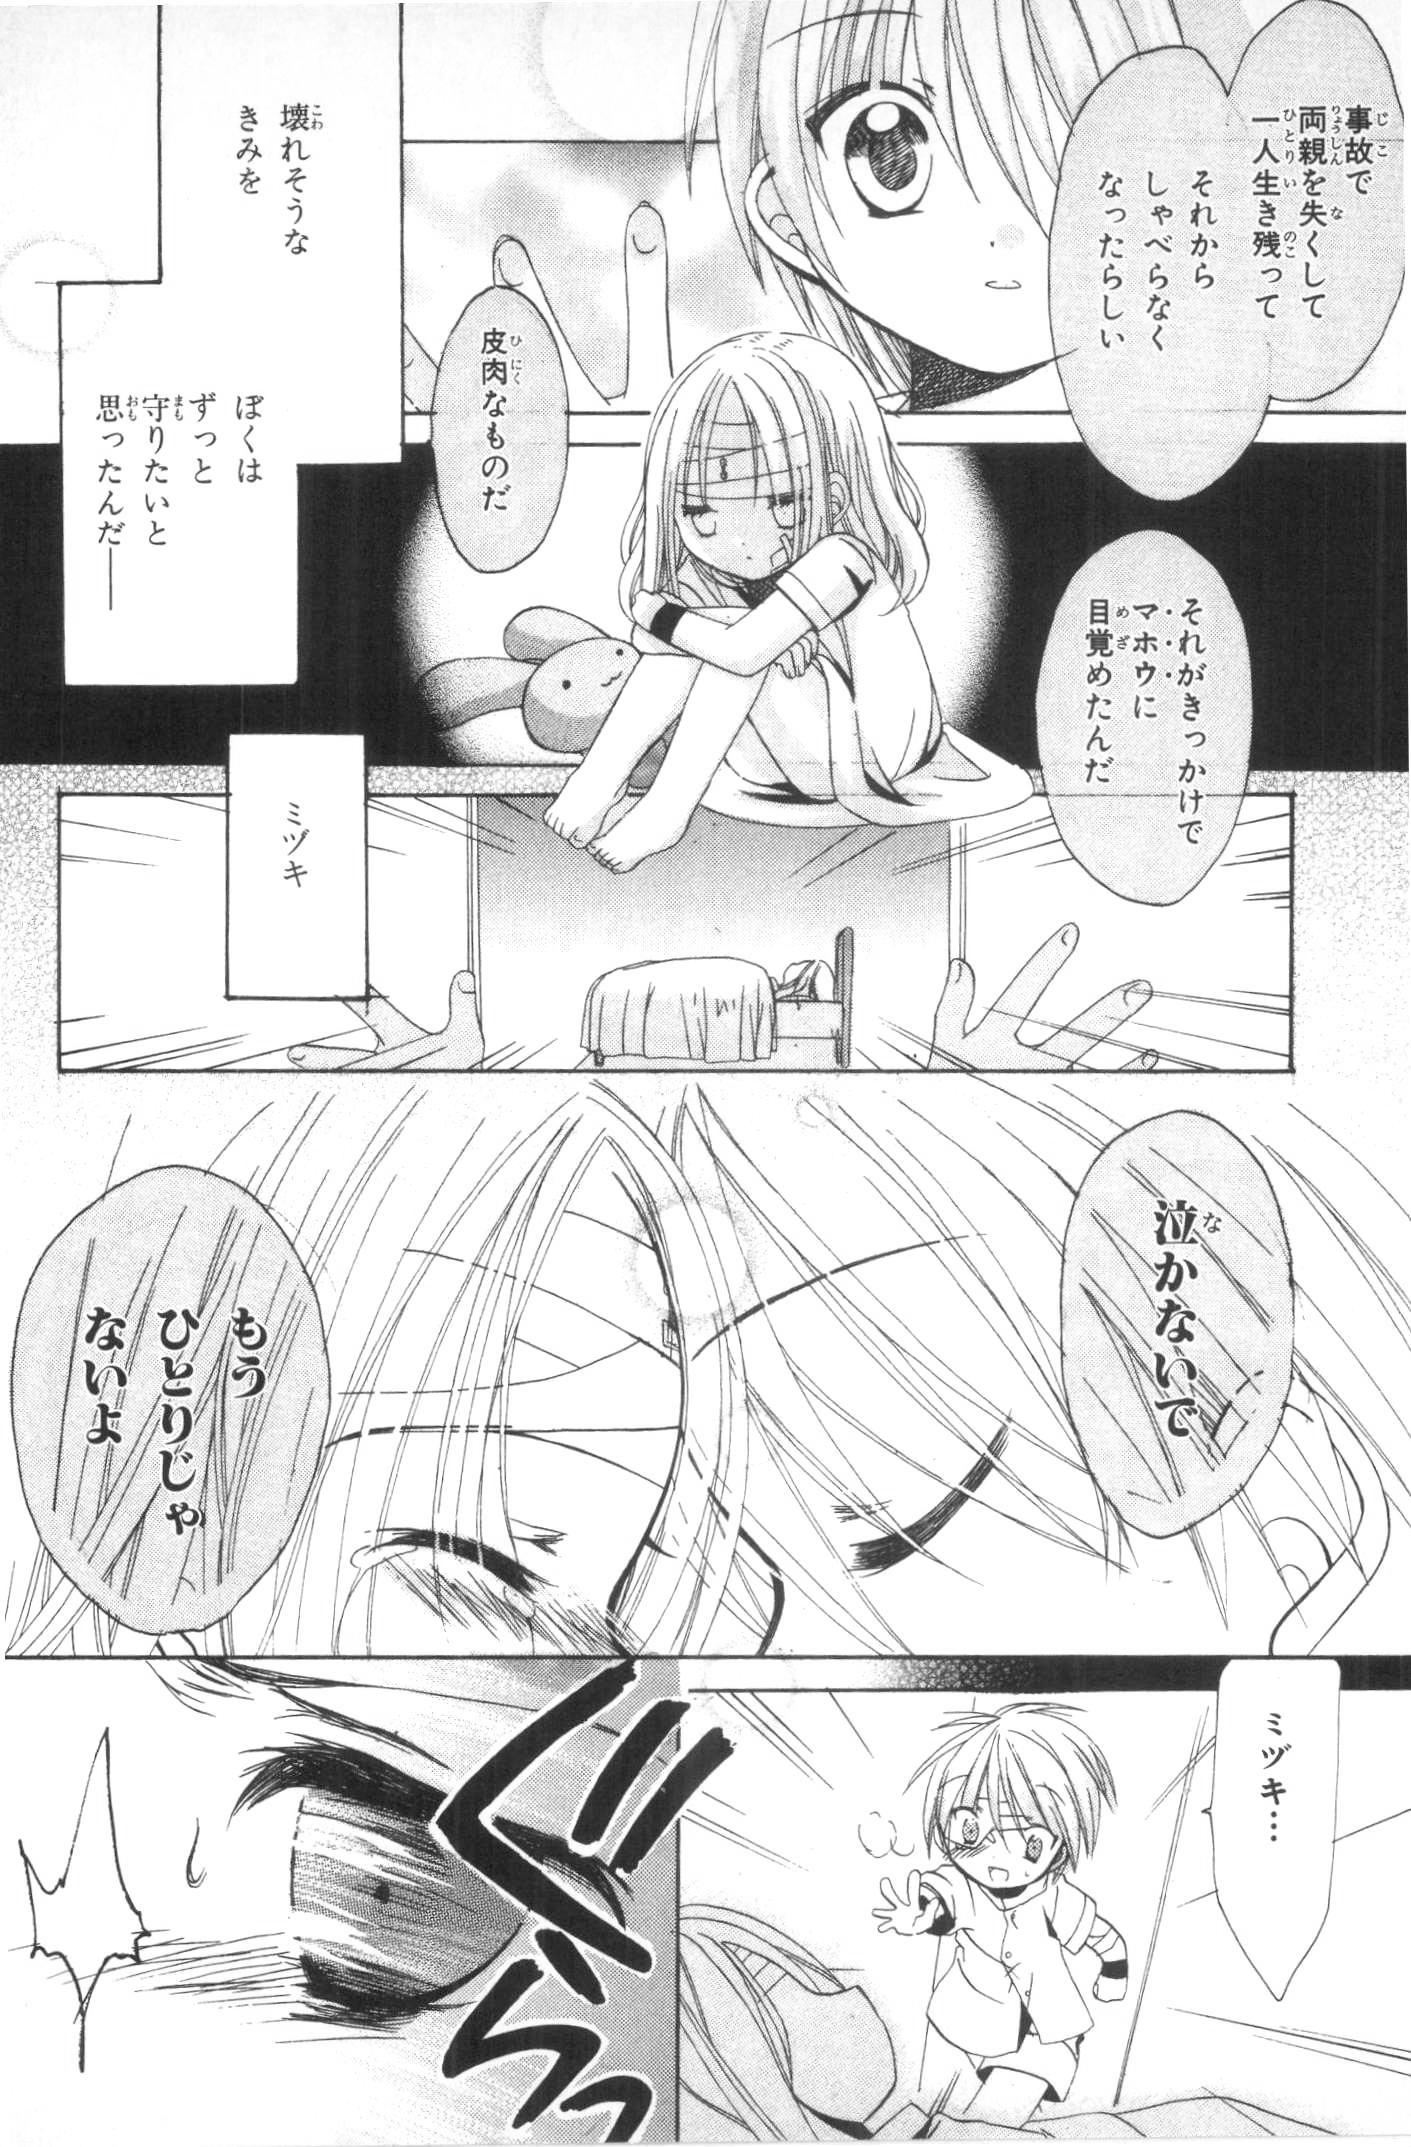 事故で
両親を失くして
一人生き残って
それから
しゃべらなく
なったらしい
壊れそうな
きみを
皮肉なものだ
ぼくは
ずっと
守りたいと
思ったんだ──
それがきっかけで
マホウに
目覚めたんだ
ミヅキ
泣かないで
もう
ひとりじゃ
ないよ
ミヅキ…
ぐら